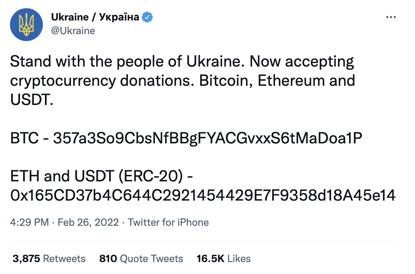 Ukraine / Україна
@Ukraine
Stand with the people of Ukraine. Now accepting
cryptocurrency donations. Bitcoin, Ethereum and
USDT.
BTC - 357a3So9CbsNfBBgFYACGvxxS6tMaDoa1P
ETH and USDT (ERC-20) -
0x165CD37b4C644C2921454429E7F9358d18A45e14
4:29 PM · Feb 26, 2022 · Twitter for iPhone
3,875 Retweets 810 Quote Tweets 16.5K Likes